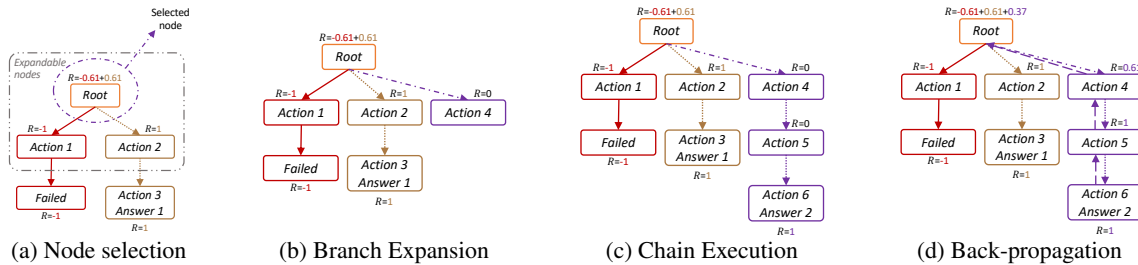 Selected
node
Expandable
nodes
R=-0.61+0.61
Root
R=-1
R=1
Action 1
Action 2
Failed
Action 3
Answer 1
R=-1
R=1
(a) Node selection
R=-0.61+0.61
Root
R=-1
R=1
R=0
Action 1
Action 2
Action 4
Failed
Action 3
Answer 1
R=-1
R=1
(b) Branch Expansion
R=-0.61+0.61
Root
R=-1
R=1
R=0
Action 1
Action 2
Action 4
R=0
Failed
Action 3
Answer 1
Action 5
R=-1
R=1
Action 6
Answer 2
R=1
(c) Chain Execution
R=-0.61+0.61+0.37
Root
R=-1
R=1
R=0.61
Action 1
Action 2
Action 4
R=1
Failed
Action 3
Answer 1
Action 5
R=-1
R=1
Action 6
Answer 2
R=1
(d) Back-propagation